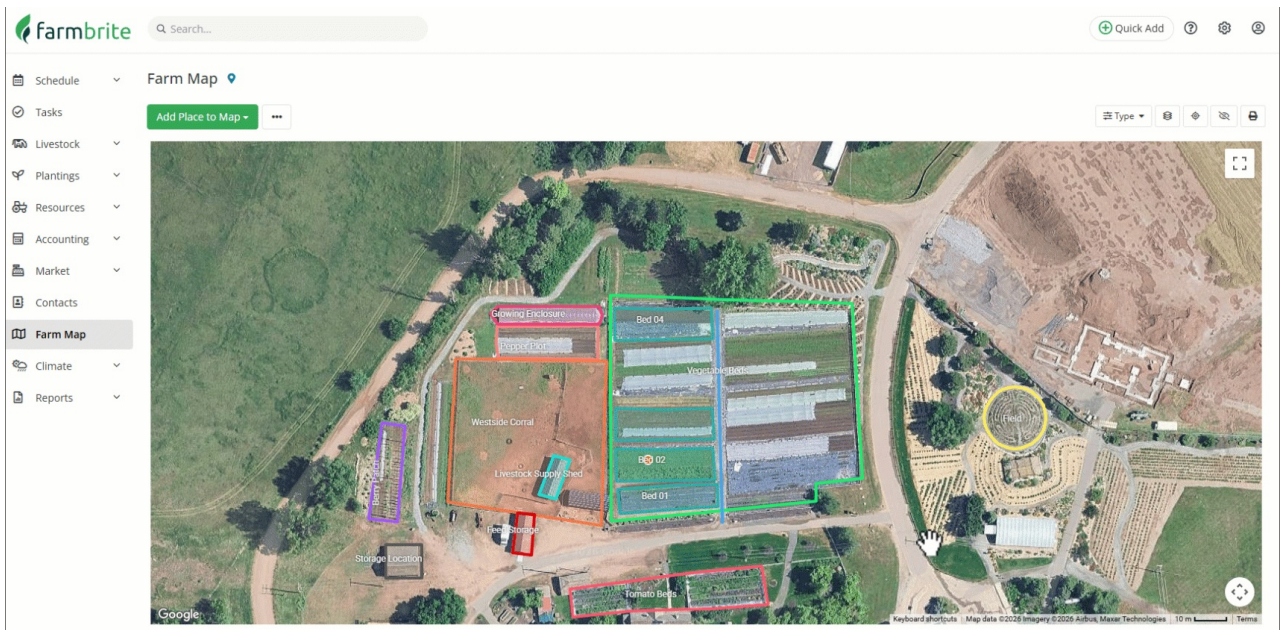 farmbrite
Search...
Quick Add
Schedule
Tasks
Livestock
Plantings
Resources
Accounting
Market
Contacts
Farm Map
Climate
Reports
Farm Map
Add Place to Map
Type
Growing Enclosure
Bed 04
Pepper Plot
Vegetable Beds
Westside Corral
Field
Bed 02
Livestock Supply Shed
Bed 01
Feed Storage
Storage Location
Tomato Beds
Google
Keyboard shortcuts
Map data ©2026 Imagery ©2026 Airbus, Maxar Technologies
10 m
Terms